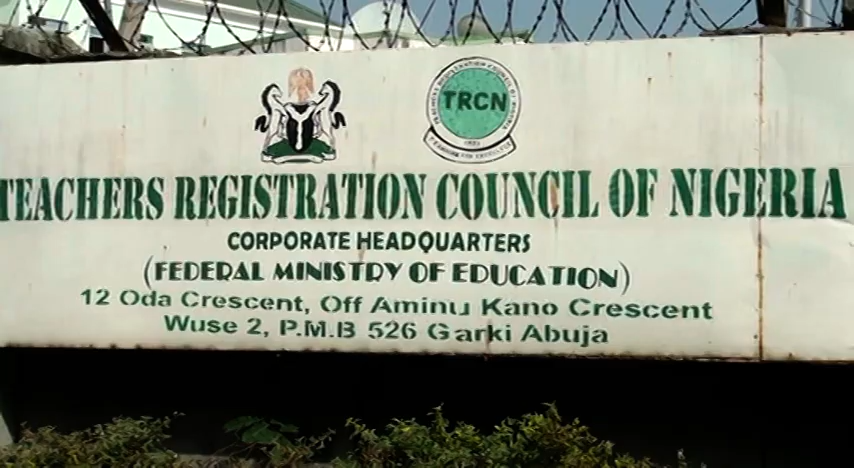 TRCN
TEACHERS REGISTRATION COUNCIL OF NIGERIA
CORPORATE HEADQUARTERS
(FEDERAL MINISTRY OF EDUCATION)
12 Oda Crescent, Off Aminu Kano Crescent
Wuse 2, P.M.B 526 Garki Abuja